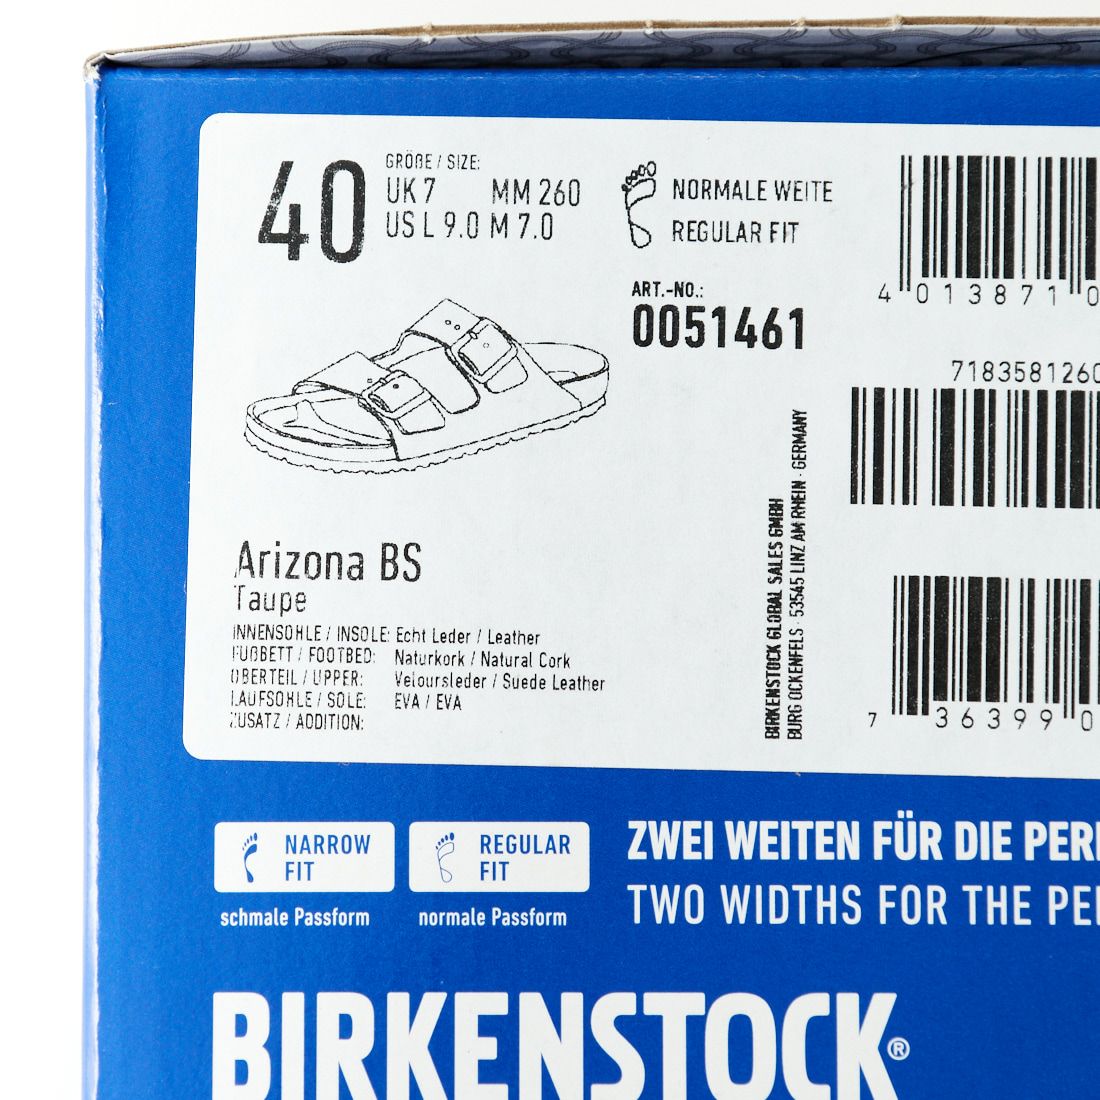 40
GRÖßE / SIZE:
UK 7 MM 260
US L 9.0 M 7.0
NORMALE WEITE
REGULAR FIT
ART.-NO.:
0051461
4 013871 0
7183581260
7 36399 0
BIRKENSTOCK GLOBAL SALES GMBH
BURG OCKENFELS · 53545 LINZ AM RHEIN · GERMANY
Arizona BS
Taupe
INNENSOHLE / INSOLE: Echt Leder / Leather
FUßBETT / FOOTBED: Naturkork / Natural Cork
OBERTEIL / UPPER: Veloursleder / Suede Leather
LAUFSOHLE / SOLE: EVA / EVA
ZUSATZ / ADDITION:
NARROW
FIT
schmale Passform
REGULAR
FIT
normale Passform
ZWEI WEITEN FÜR DIE
TWO WIDTHS FOR THE
BIRKENSTOCK®